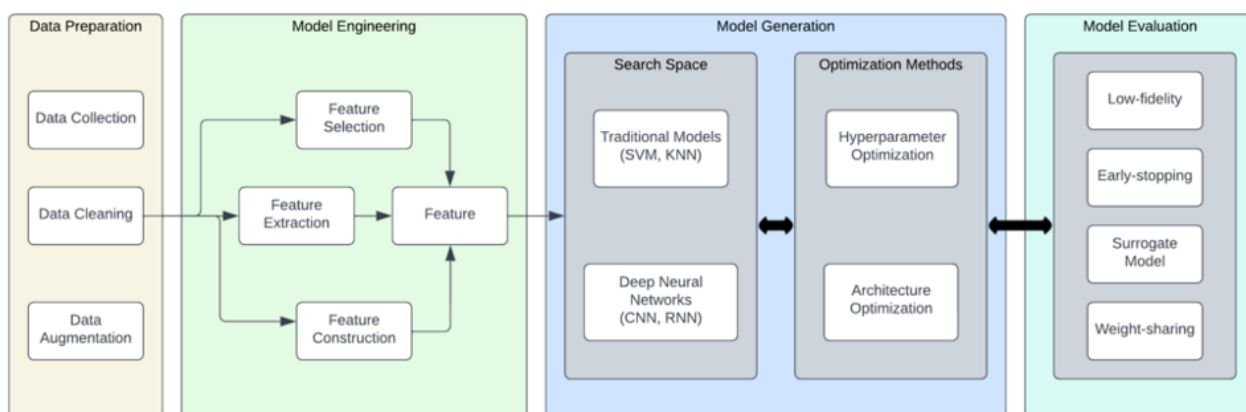 Data Preparation
Data Collection
Data Cleaning
Data
Augmentation
Model Engineering
Feature
Selection
Feature
Extraction
Feature
Feature
Construction
Model Generation
Search Space
Traditional Models
(SVM, KNN)
Deep Neural
Networks
(CNN, RNN)
Optimization Methods
Hyperparameter
Optimization
Architecture
Optimization
Model Evaluation
Low-fidelity
Early-stopping
Surrogate
Model
Weight-sharing